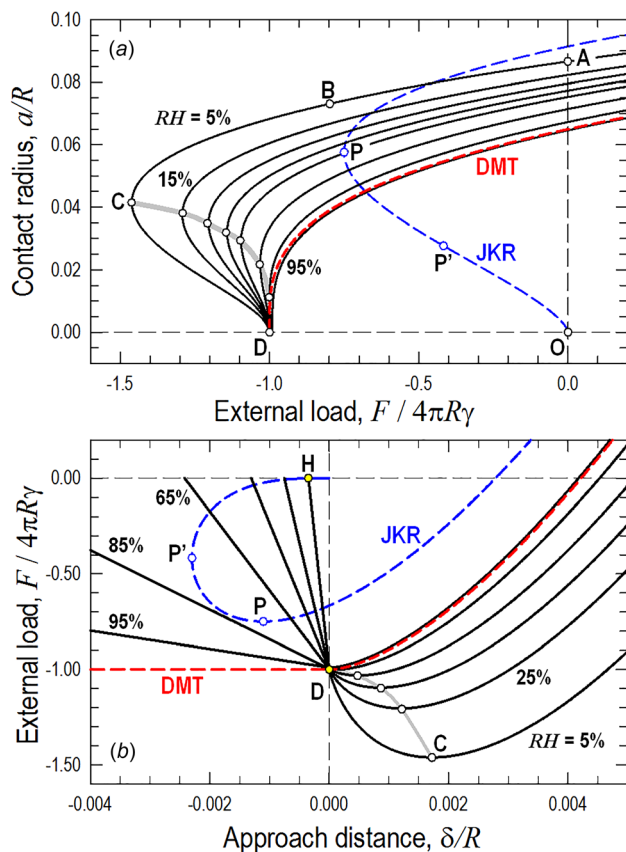 (a)
0.10
0.08
0.06
0.04
0.02
0.00
Contact radius, a/R
A
B
RH = 5%
P
C
15%
DMT
P'
JKR
95%
D
O
-1.5
-1.0
-0.5
0.0
External load, F / 4πRγ
H
0.00
65%
85%
P'
JKR
-0.50
P
95%
-1.00
DMT
D
25%
C
RH = 5%
-1.50
(b)
External load, F / 4πRγ
-0.004
-0.002
0.000
0.002
0.004
Approach distance, δ/R